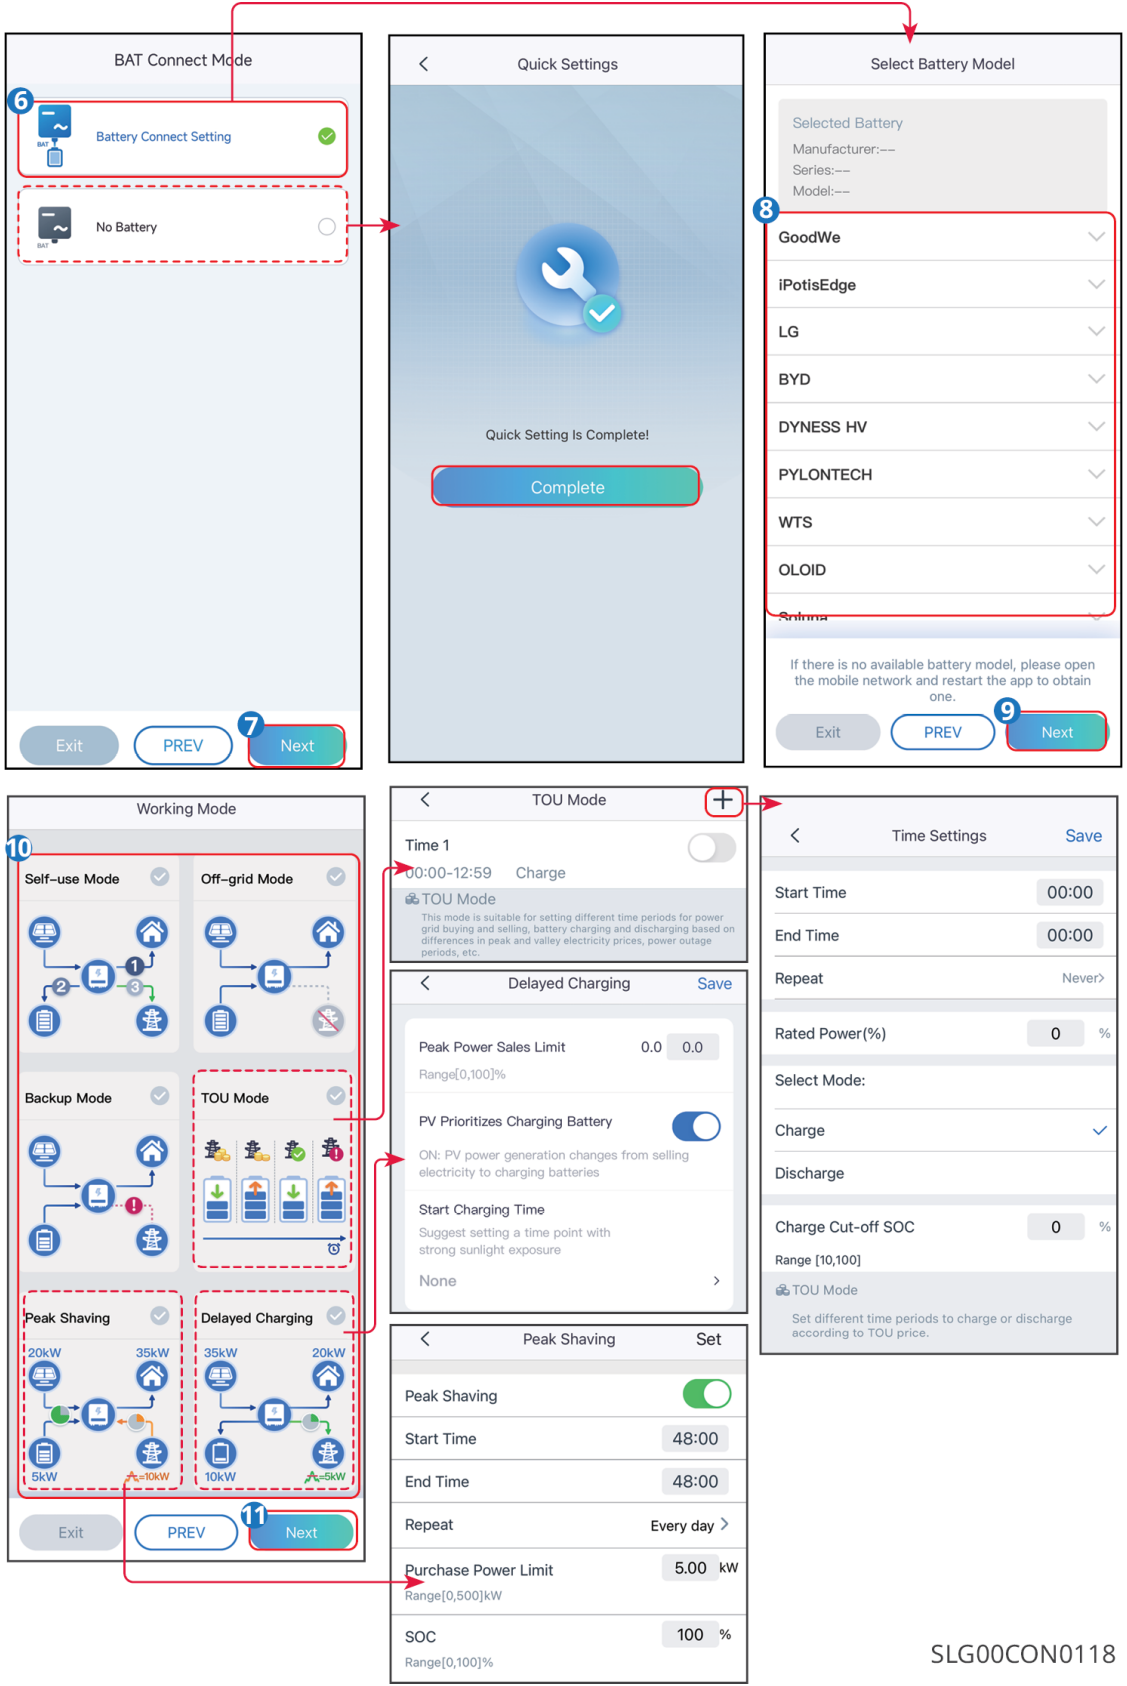 BAT Connect Mode
6
BAT
Battery Connect Setting
BAT
No Battery
Exit
PREV
7
Next
Quick Settings
Quick Setting Is Complete!
Complete
Select Battery Model
Selected Battery
Manufacturer:--
Series:--
Model:--
8
GoodWe
iPotisEdge
LG
BYD
DYNESS HV
PYLONTECH
WTS
OLOID
If there is no available battery model, please open
the mobile network and restart the app to obtain
one.
Exit
PREV
9
Next
Working Mode
10
Self-use Mode
Off-grid Mode
1
2
3
Backup Mode
TOU Mode
Peak Shaving
Delayed Charging
20kW
35kW
35kW
20kW
5kW
=10kW
10kW
=5kW
Exit
PREV
11
Next
TOU Mode
Time 1
00:00-12:59
Charge
TOU Mode
This mode is suitable for setting different time periods for power
grid buying and selling, battery charging and discharging based on
differences in peak and valley electricity prices, power outage
periods, etc.
Delayed Charging
Save
Peak Power Sales Limit
0.0
0.0
Range[0,100]%
PV Prioritizes Charging Battery
ON: PV power generation changes from selling
electricity to charging batteries
Start Charging Time
Suggest setting a time point with
strong sunlight exposure
None
Peak Shaving
Set
Peak Shaving
Start Time
48:00
End Time
48:00
Repeat
Every day
Purchase Power Limit
5.00 kW
Range[0,500]kW
SOC
100 %
Range[0,100]%
Time Settings
Save
Start Time
00:00
End Time
00:00
Repeat
Never
Rated Power(%)
0 %
Select Mode:
Charge
Discharge
Charge Cut-off SOC
0 %
Range [10,100]
TOU Mode
Set different time periods to charge or discharge
according to TOU price.
SLG00CON0118